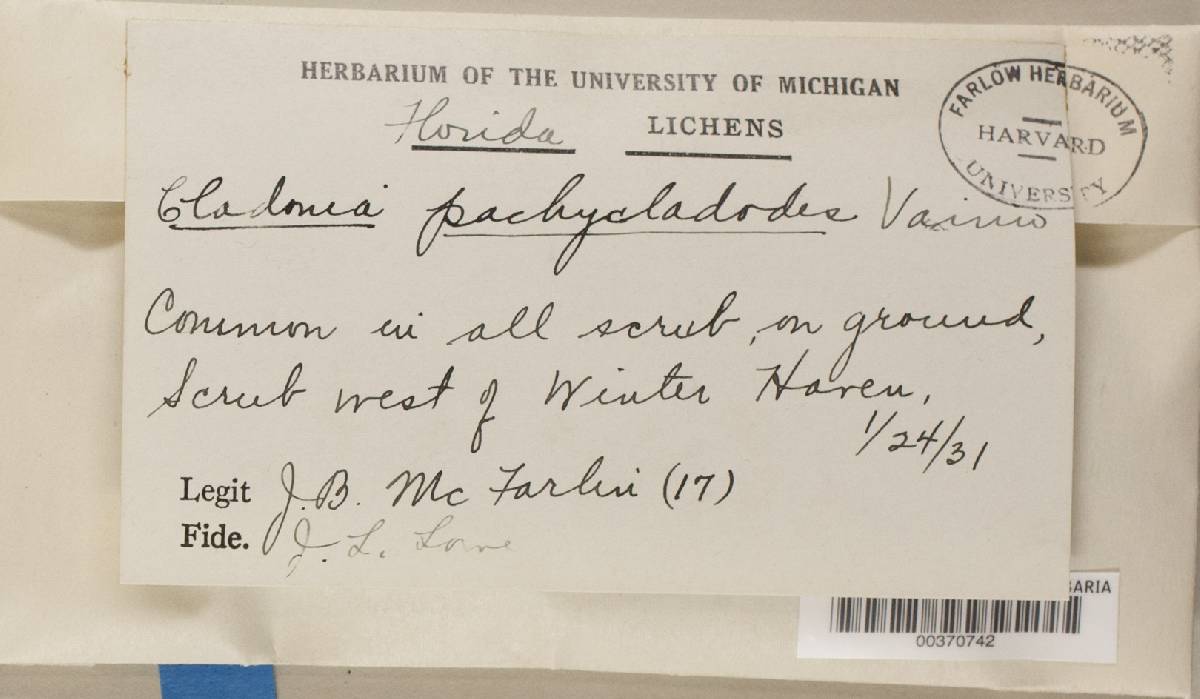 HERBARIUM OF THE UNIVERSITY OF MICHIGAN
Florida LICHENS
FARLOW HERBARIUM
HARVARD
UNIVERSITY
Cladonia pachycladodes Vainio
Common in all scrub, on ground,
Scrub west of Winter Haven,
1/24/31
Legit J.B. McFarlin (17)
Fide. J. L. Lowe
BARIA
00370742